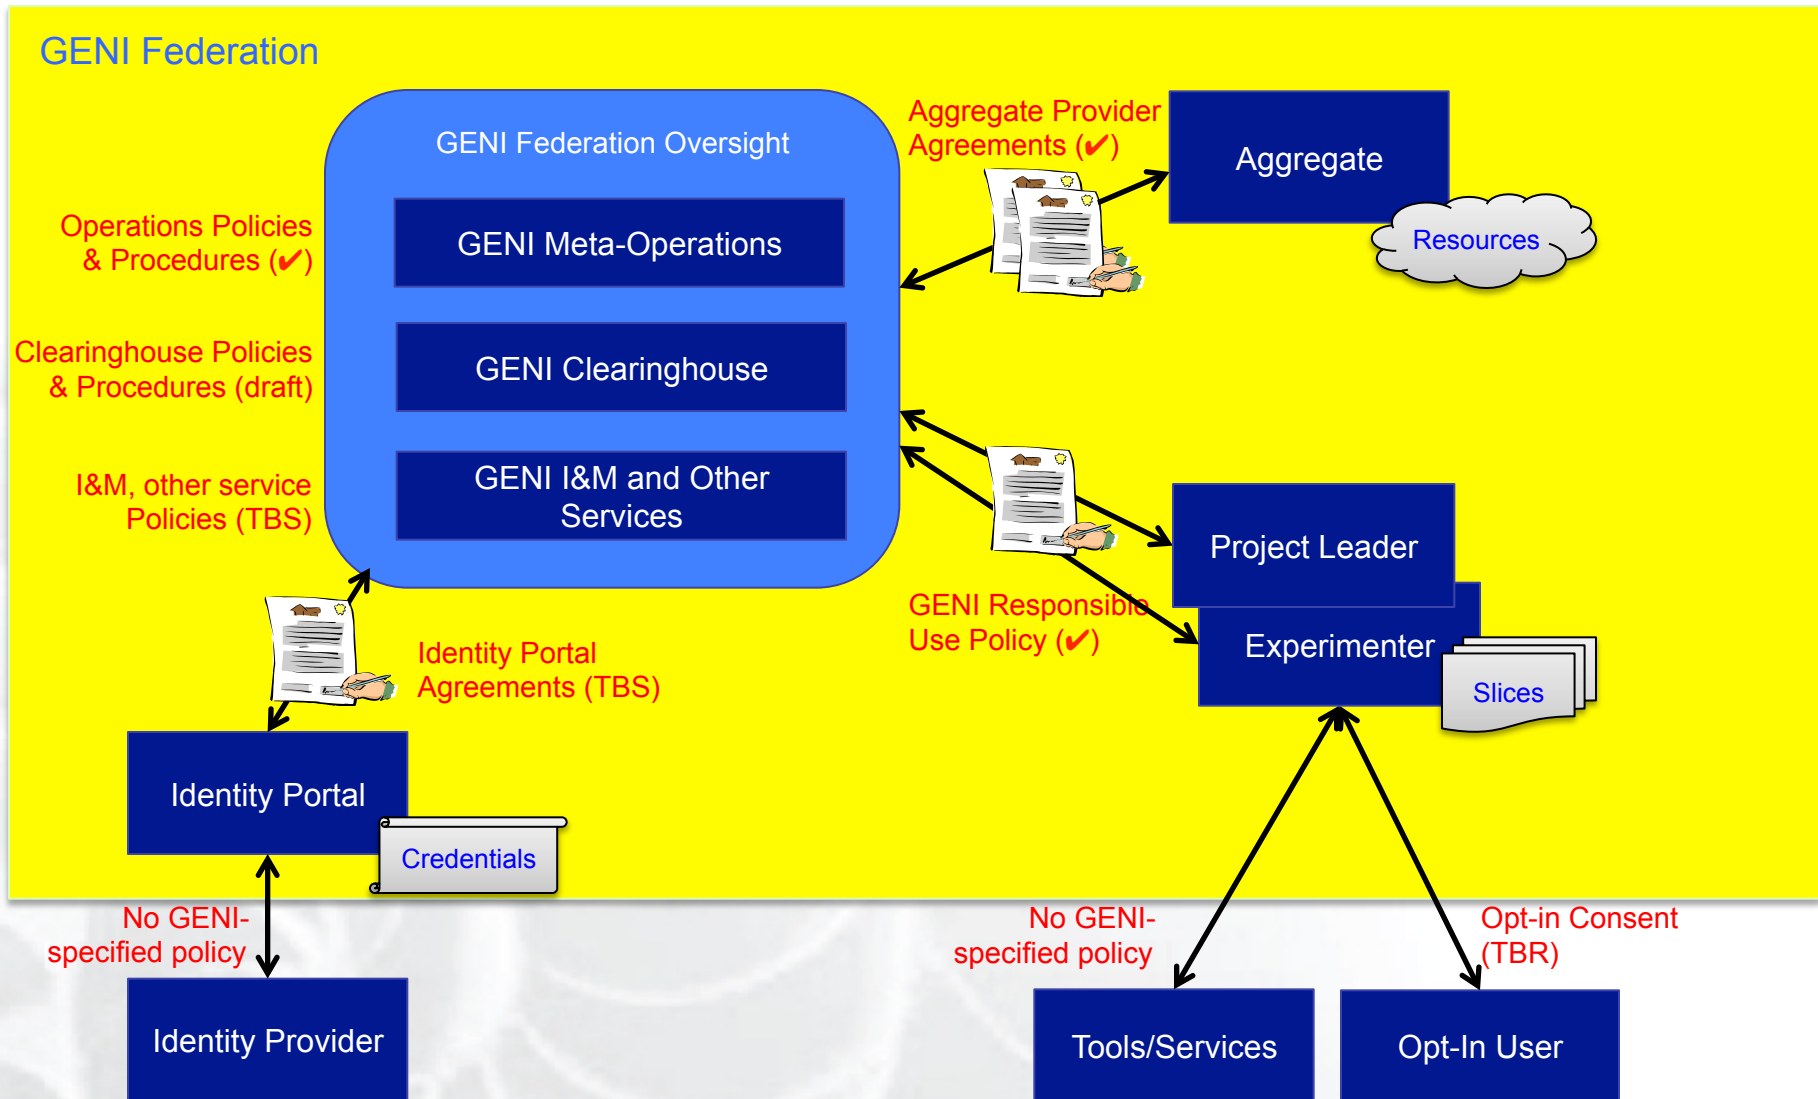 GENI Federation
GENI Federation Oversight
GENI Meta-Operations
GENI Clearinghouse
GENI I&M and Other
Services
Operations Policies
& Procedures (✔)
Clearinghouse Policies
& Procedures (draft)
I&M, other service
Policies (TBS)
Aggregate Provider
Agreements (✔)
Aggregate
Resources
Project Leader
Experimenter
Slices
GENI Responsible
Use Policy (✔)
Identity Portal
Agreements (TBS)
Identity Portal
Credentials
No GENI-
specified policy
Identity Provider
No GENI-
specified policy
Opt-in Consent
(TBR)
Tools/Services
Opt-In User